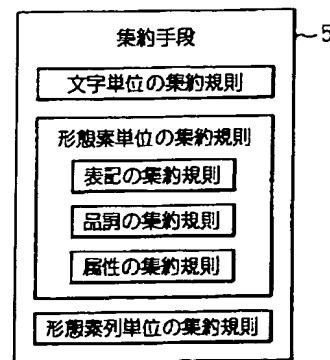 集約手段
5
文字単位の集約規則
形態素単位の集約規則
表記の集約規則
品詞の集約規則
属性の集約規則
形態素列単位の集約規則